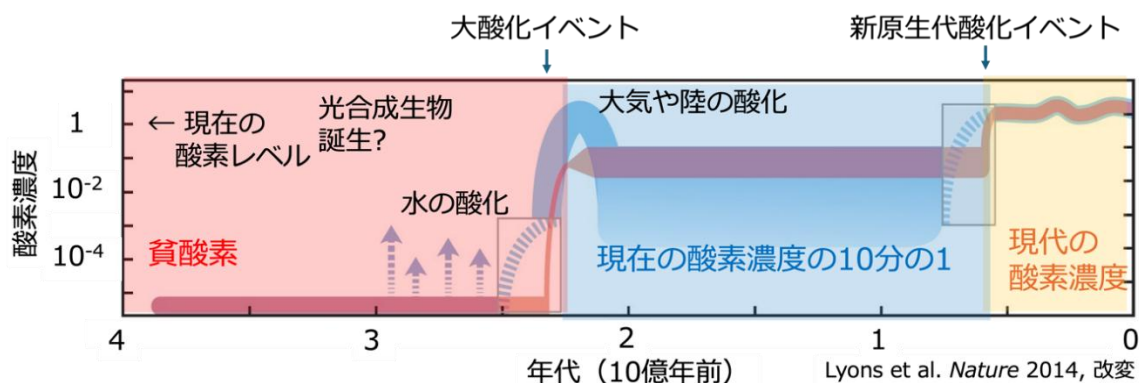 大酸化イベント
新原生代酸化イベント
光合成生物
誕生?
大気や陸の酸化
1
← 現在の
酸素レベル
酸素濃度
10-2
水の酸化
10-4
貧酸素
現在の酸素濃度の10分の1
現代の
酸素濃度
4
3
2
1
0
年代（10億年前）
Lyons et al. Nature 2014, 改変